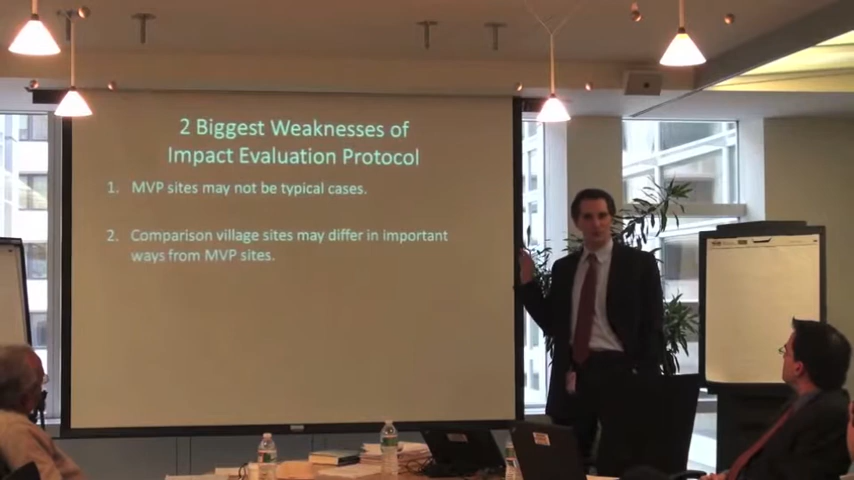 2 Biggest Weaknesses of
Impact Evaluation Protocol
1. MVP sites may not be typical cases.
2. Comparison village sites may differ in important
ways from MVP sites.